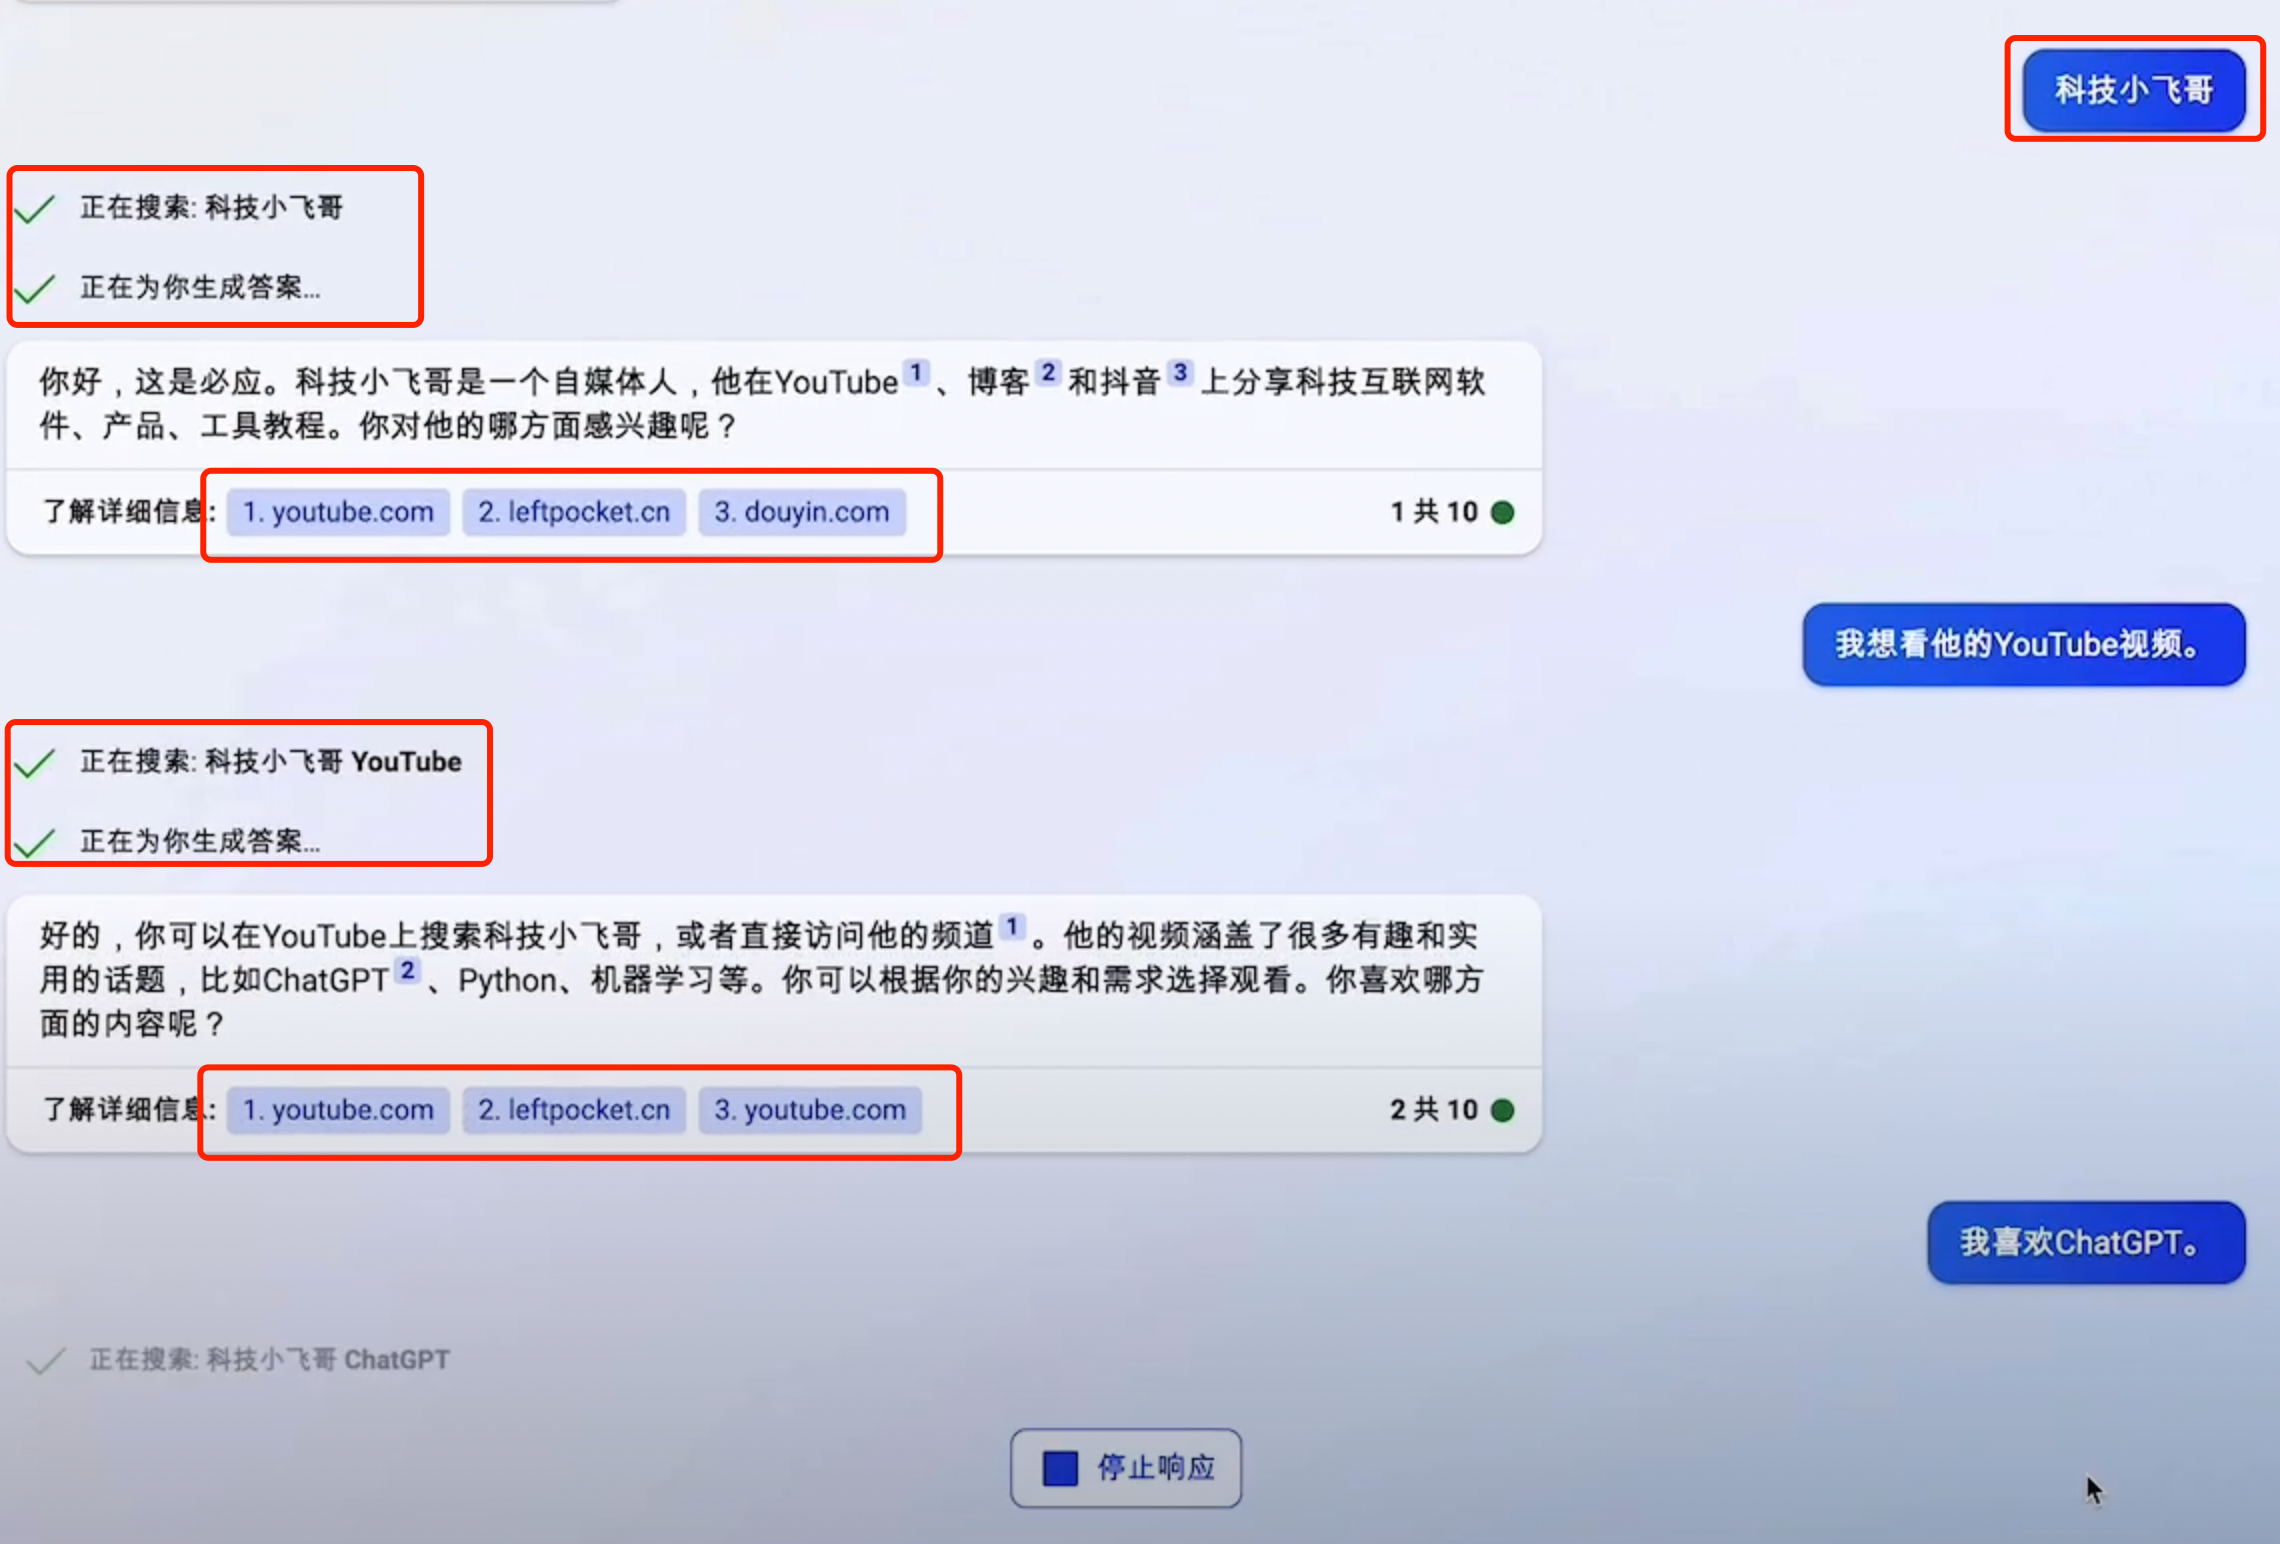 科技小飞哥
正在搜索: 科技小飞哥
正在为你生成答案...
你好，这是必应。科技小飞哥是一个自媒体人，他在YouTube 1 、博客 2 和抖音 3 上分享科技互联网软
件、产品、工具教程。你对他的哪方面感兴趣呢？
了解详细信息: 1. youtube.com 2. leftpocket.cn 3. douyin.com 1 共 10
我想看他的YouTube视频。
正在搜索: 科技小飞哥 YouTube
正在为你生成答案...
好的，你可以在YouTube上搜索科技小飞哥，或者直接访问他的频道 1 。他的视频涵盖了很多有趣和实
用的话题，比如ChatGPT 2 、Python、机器学习等。你可以根据你的兴趣和需求选择观看。你喜欢哪方
面的内容呢？
了解详细信息: 1. youtube.com 2. leftpocket.cn 3. youtube.com 2 共 10
我喜欢ChatGPT。
正在搜索: 科技小飞哥 ChatGPT
停止响应